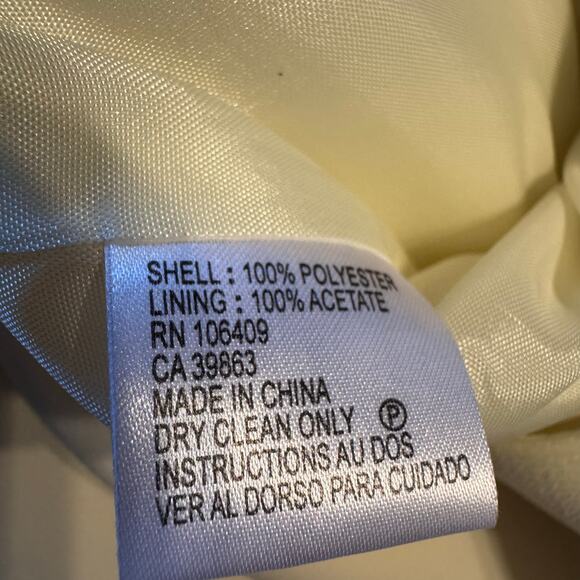 SHELL : 100% POLYESTER
LINING : 100% ACETATE
RN 106409
CA 39863
MADE IN CHINA
DRY CLEAN ONLY Ⓟ
INSTRUCTIONS AU DOS
VER AL DORSO PARA CUIDADO